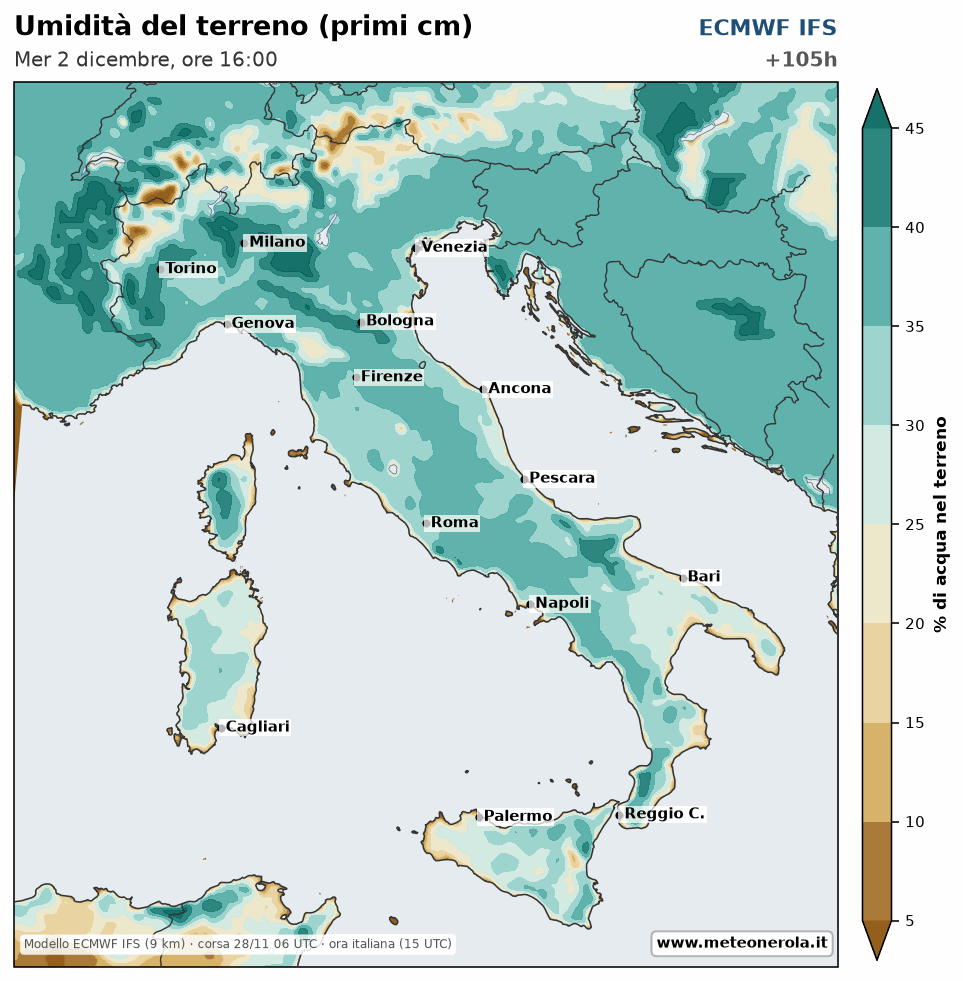 Umidità del terreno (primi cm)
ECMWF IFS
Mer 2 dicembre, ore 16:00
+105h
Milano
Venezia
Torino
Genova
Bologna
Firenze
Ancona
Pescara
Roma
Bari
Napoli
Cagliari
Palermo
Reggio C.
45
40
35
30
25
20
15
10
5
% di acqua nel terreno
Modello ECMWF IFS (9 km) · corsa 28/11 06 UTC · ora italiana (15 UTC)
www.meteonerola.it